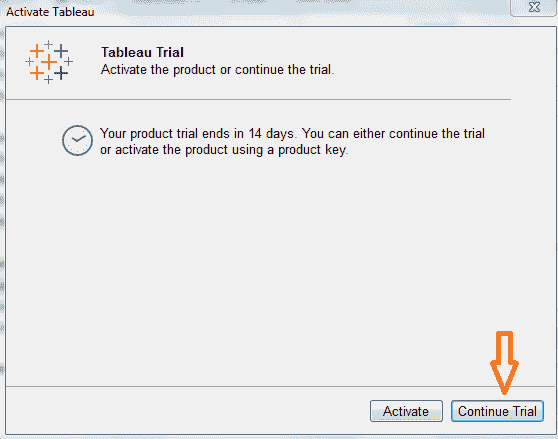 Activate Tableau
Tableau Trial
Activate the product or continue the trial.
Your product trial ends in 14 days. You can either continue the trial
or activate the product using a product key.
Activate
Continue Trial